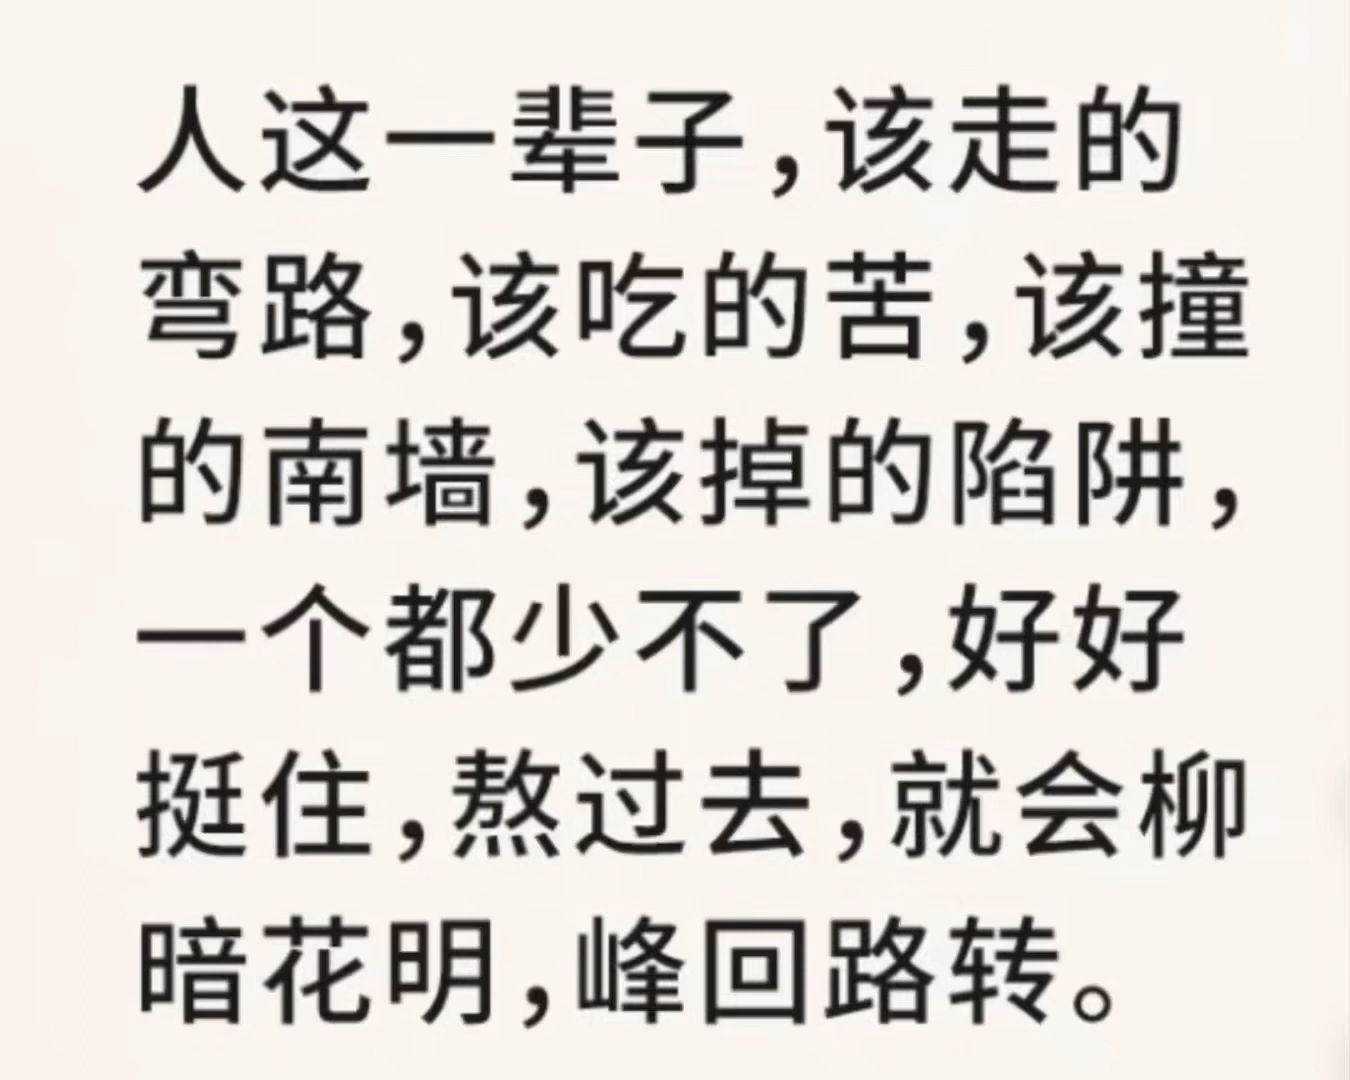 人这一辈子,该走的
弯路,该吃的苦,该撞
的南墙,该掉的陷阱,
一个都少不了,好好
挺住,熬过去,就会柳
暗花明,峰回路转。